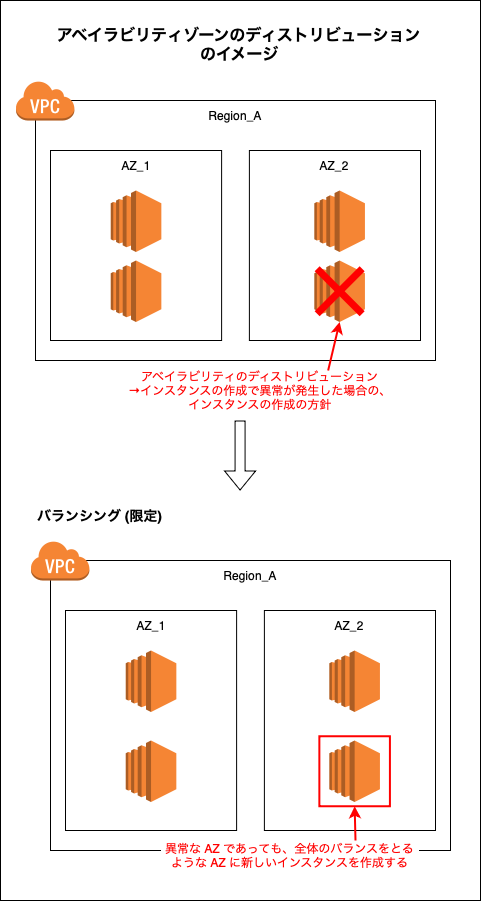 アベイラビリティゾーンのディストリビューション
のイメージ
VPC
Region_A
AZ_1
AZ_2
アベイラビリティのディストリビューション
→インスタンスの作成で異常が発生した場合の、
インスタンスの作成の方針
バランシング (限定)
VPC
Region_A
AZ_1
AZ_2
異常な AZ であっても、全体のバランスをとる
ような AZ に新しいインスタンスを作成する